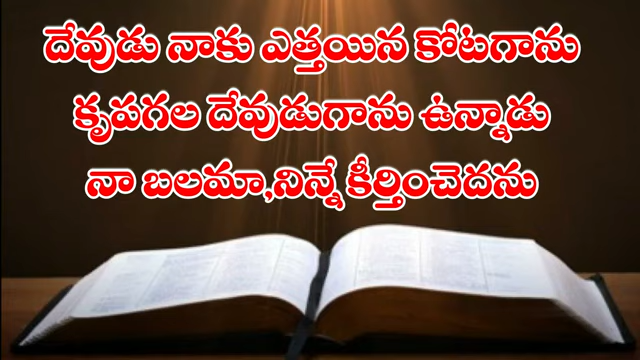 దేవుడు నాకు ఎత్తయిన కోటగాను
కృపగల దేవుడుగాను ఉన్నాడు
నా బలమా,నిన్నే కీర్తించెదను